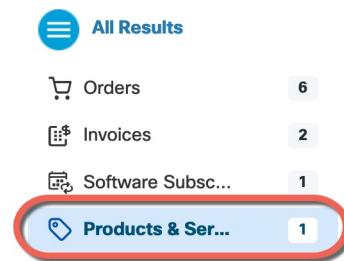 All Results
Orders 6
Invoices 2
Software Subsc... 1
Products & Ser... 1